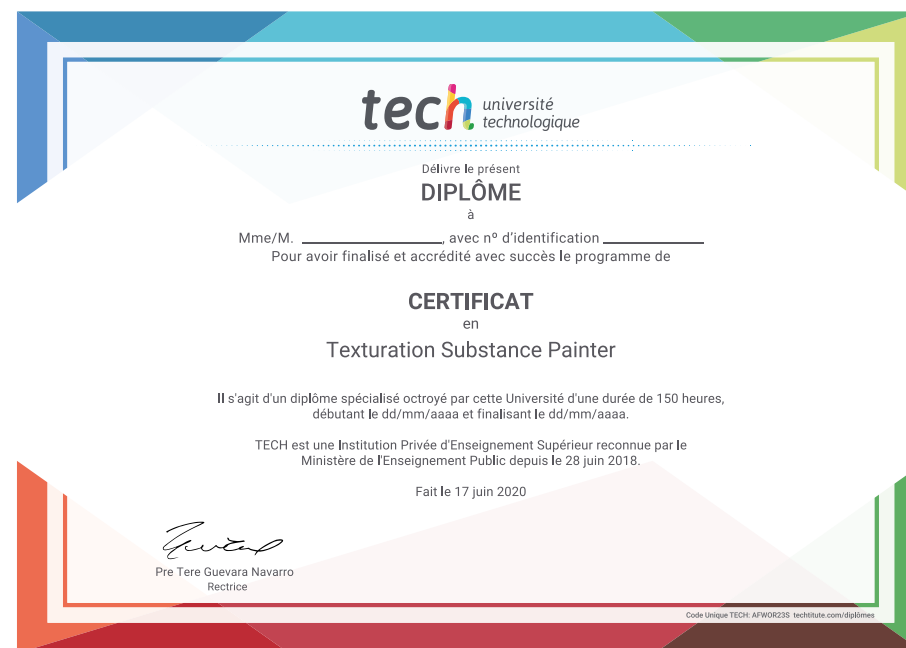 tech université
technologique
Délivre le présent
DIPLÔME
à
Mme/M. ____________, avec nº d'identification ____________
Pour avoir finalisé et accrédité avec succès le programme de
CERTIFICAT
en
Texturation Substance Painter
Il s'agit d'un diplôme spécialisé octroyé par cette Université d'une durée de 150 heures,
débutant le dd/mm/aaaa et finalisant le dd/mm/aaaa.
TECH est une Institution Privée d'Enseignement Supérieur reconnue par le
Ministère de l'Enseignement Public depuis le 28 juin 2018.
Fait le 17 juin 2020
Pre Tere Guevara Navarro
Rectrice
Code Unique TECH: AFWOR23S techtitute.com/diplômes